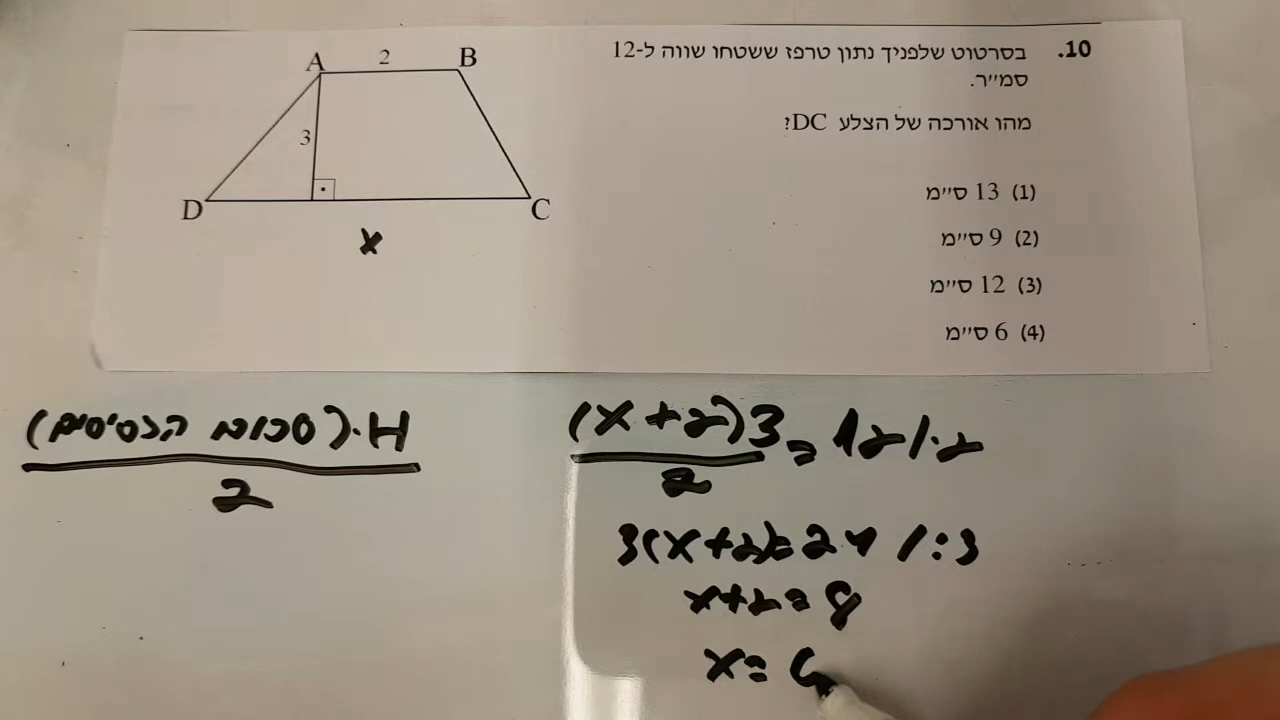 10. בסרטוט שלפניך נתון טרפז ששטחו שווה ל-12
סמ״ר.
מהו אורכה של הצלע DC?
(1) 13 ס״מ
(2) 9 ס״מ
(3) 12 ס״מ
(4) 6 ס״מ
A 2 B
3
D C
x
H·(סכום הבסיסים)
2
(x+2)3 = 12 /·2
2
3(x+2)=24 /:3
x+2=8
x=